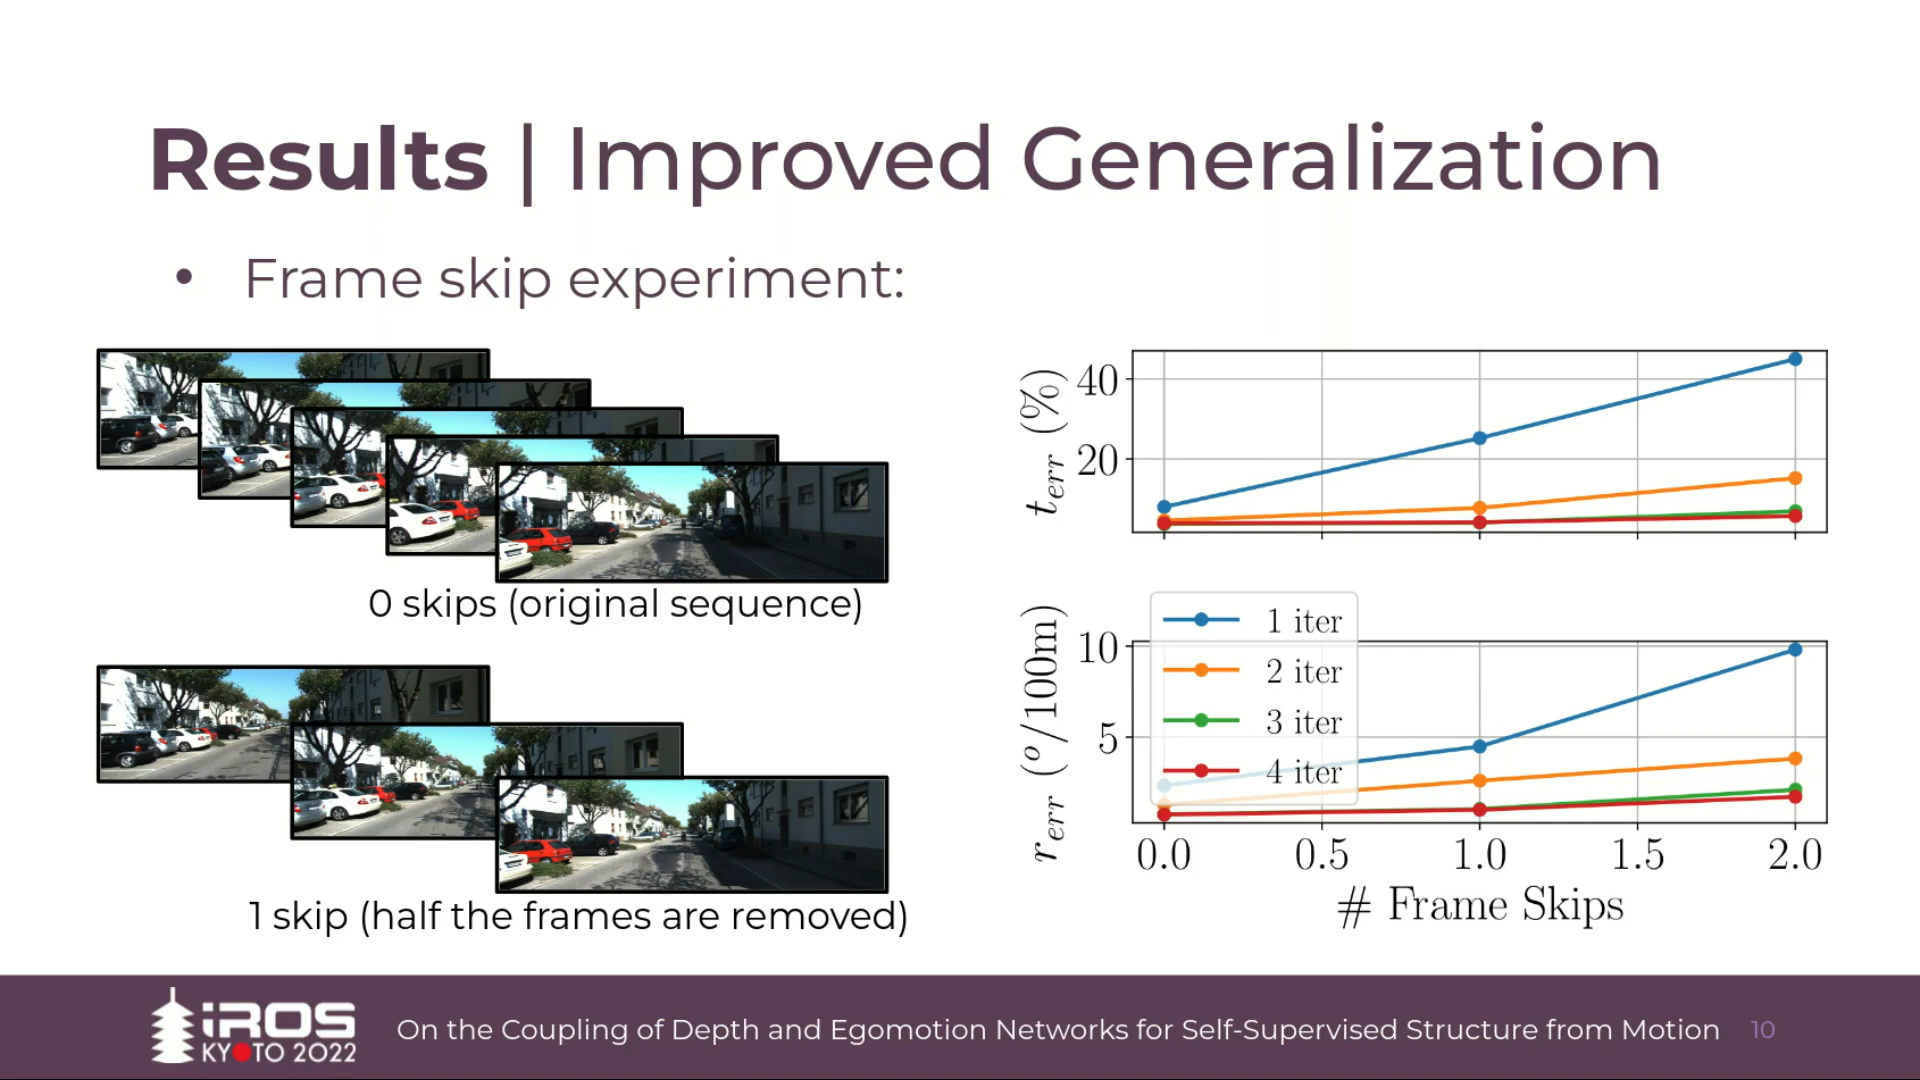 Results | Improved Generalization
• Frame skip experiment:
0 skips (original sequence)
1 skip (half the frames are removed)
t_err (%)
40
20
r_err (°/100m)
10
5
1 iter
2 iter
3 iter
4 iter
0.0 0.5 1.0 1.5 2.0
# Frame Skips
iROS
KYOTO 2022
On the Coupling of Depth and Egomotion Networks for Self-Supervised Structure from Motion 10